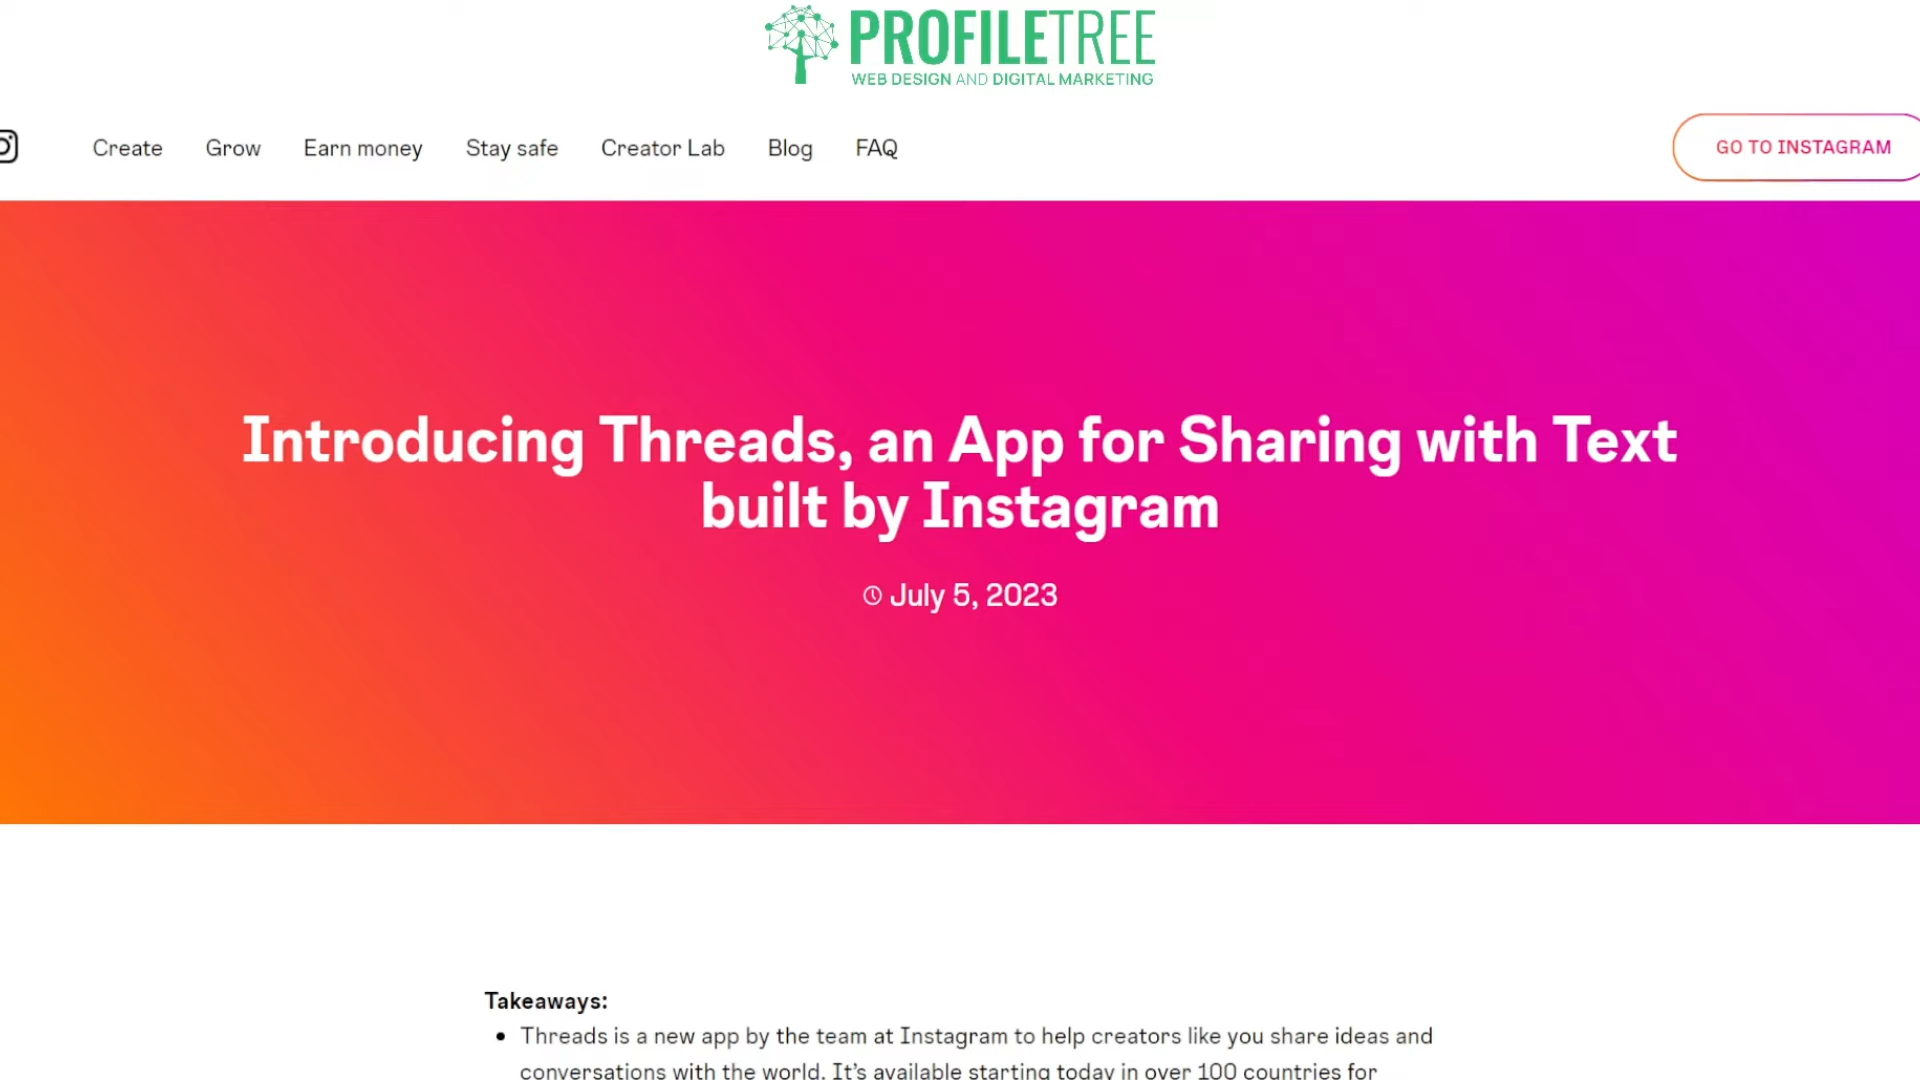 PROFILETREE
WEB DESIGN AND DIGITAL MARKETING
Create Grow Earn money Stay safe Creator Lab Blog FAQ GO TO INSTAGRAM
Introducing Threads, an App for Sharing with Text
built by Instagram
July 5, 2023
Takeaways:
• Threads is a new app by the team at Instagram to help creators like you share ideas and
conversations with the world. It's available starting today in over 100 countries for